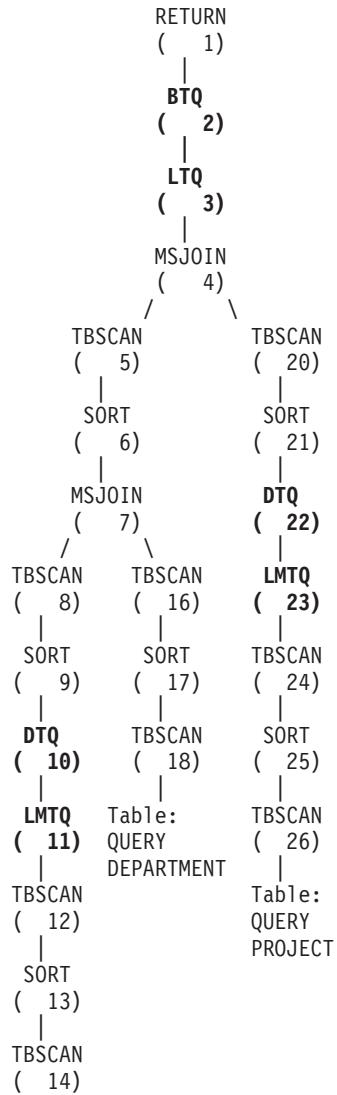 RETURN
( 1)
|
BTQ
( 2)
|
LTQ
( 3)
|
MSJOIN
( 4)
/ \
TBSCAN TBSCAN
( 5) ( 20)
| |
SORT SORT
( 6) ( 21)
| |
MSJOIN DTQ
( 7) ( 22)
/ \ |
TBSCAN TBSCAN LMTQ
( 8) ( 16) ( 23)
| | |
SORT SORT TBSCAN
( 9) ( 17) ( 24)
| | |
DTQ TBSCAN SORT
( 10) ( 18) ( 25)
| | |
LMTQ Table: TBSCAN
( 11) QUERY ( 26)
| DEPARTMENT |
TBSCAN Table:
( 12) QUERY
| PROJECT
SORT
( 13)
|
TBSCAN
( 14)